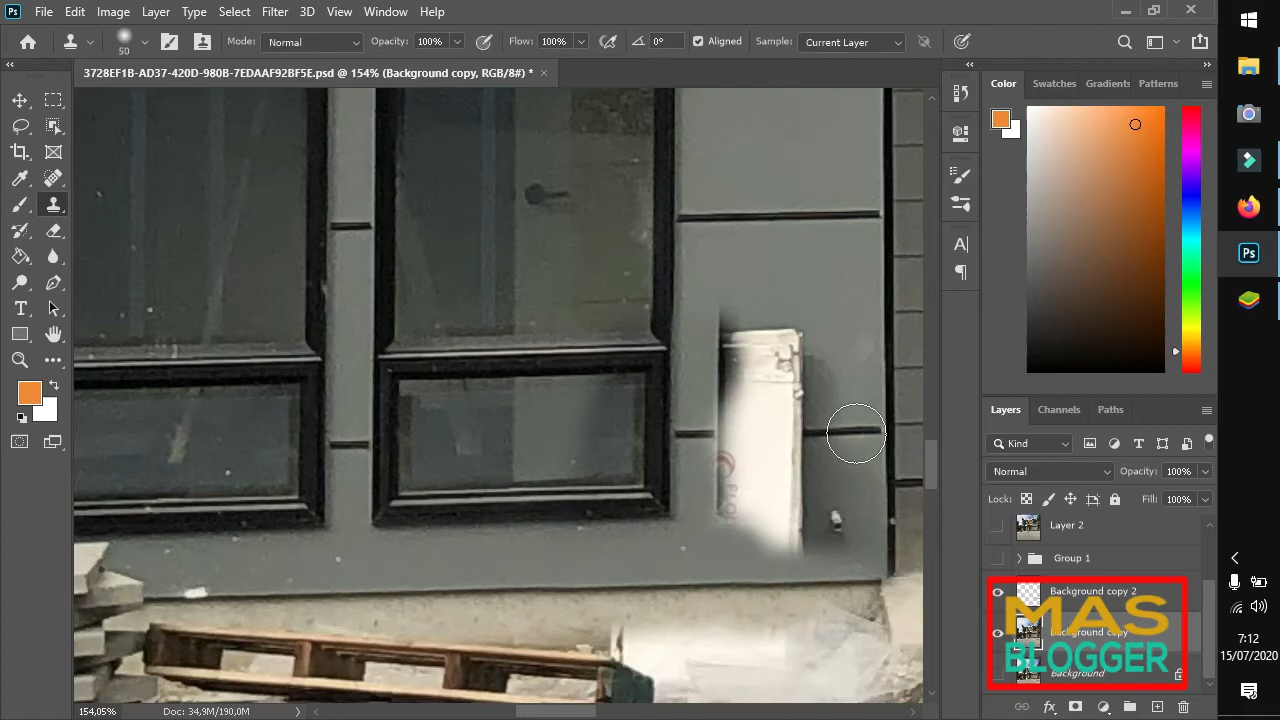 Ps File Edit Image Layer Type Select Filter 3D View Window Help
50 Mode: Normal Opacity: 100% Flow: 100% 0° Aligned Sample: Current Layer
3728EF1B-AD37-420D-980B-7EDAAF92BF5E.psd @ 154% (Background copy, RGB/8#) *
Color Swatches Gradients Patterns
Layers Channels Paths
Kind
Normal Opacity: 100%
Lock: Fill: 100%
Layer 2
Group 1
Background copy 2
Background copy
Background
MAS
BLOGGER
154,05% Doc: 34,9M/190,0M
Ps
7:12
15/07/2020